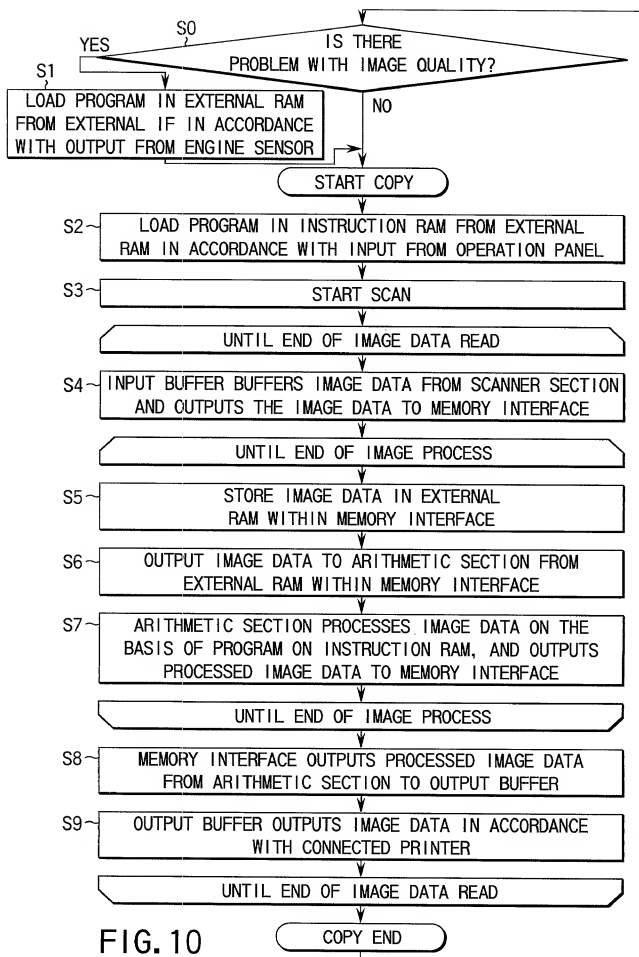 S0
IS THERE
PROBLEM WITH IMAGE QUALITY?
YES
NO
S1
LOAD PROGRAM IN EXTERNAL RAM
FROM EXTERNAL IF IN ACCORDANCE
WITH OUTPUT FROM ENGINE SENSOR
START COPY
S2
LOAD PROGRAM IN INSTRUCTION RAM FROM EXTERNAL
RAM IN ACCORDANCE WITH INPUT FROM OPERATION PANEL
S3
START SCAN
UNTIL END OF IMAGE DATA READ
S4
INPUT BUFFER BUFFERS IMAGE DATA FROM SCANNER SECTION
AND OUTPUTS THE IMAGE DATA TO MEMORY INTERFACE
UNTIL END OF IMAGE PROCESS
S5
STORE IMAGE DATA IN EXTERNAL
RAM WITHIN MEMORY INTERFACE
S6
OUTPUT IMAGE DATA TO ARITHMETIC SECTION FROM
EXTERNAL RAM WITHIN MEMORY INTERFACE
S7
ARITHMETIC SECTION PROCESSES IMAGE DATA ON THE
BASIS OF PROGRAM ON INSTRUCTION RAM, AND OUTPUTS
PROCESSED IMAGE DATA TO MEMORY INTERFACE
UNTIL END OF IMAGE PROCESS
S8
MEMORY INTERFACE OUTPUTS PROCESSED IMAGE DATA
FROM ARITHMETIC SECTION TO OUTPUT BUFFER
S9
OUTPUT BUFFER OUTPUTS IMAGE DATA IN ACCORDANCE
WITH CONNECTED PRINTER
UNTIL END OF IMAGE DATA READ
COPY END
FIG. 10